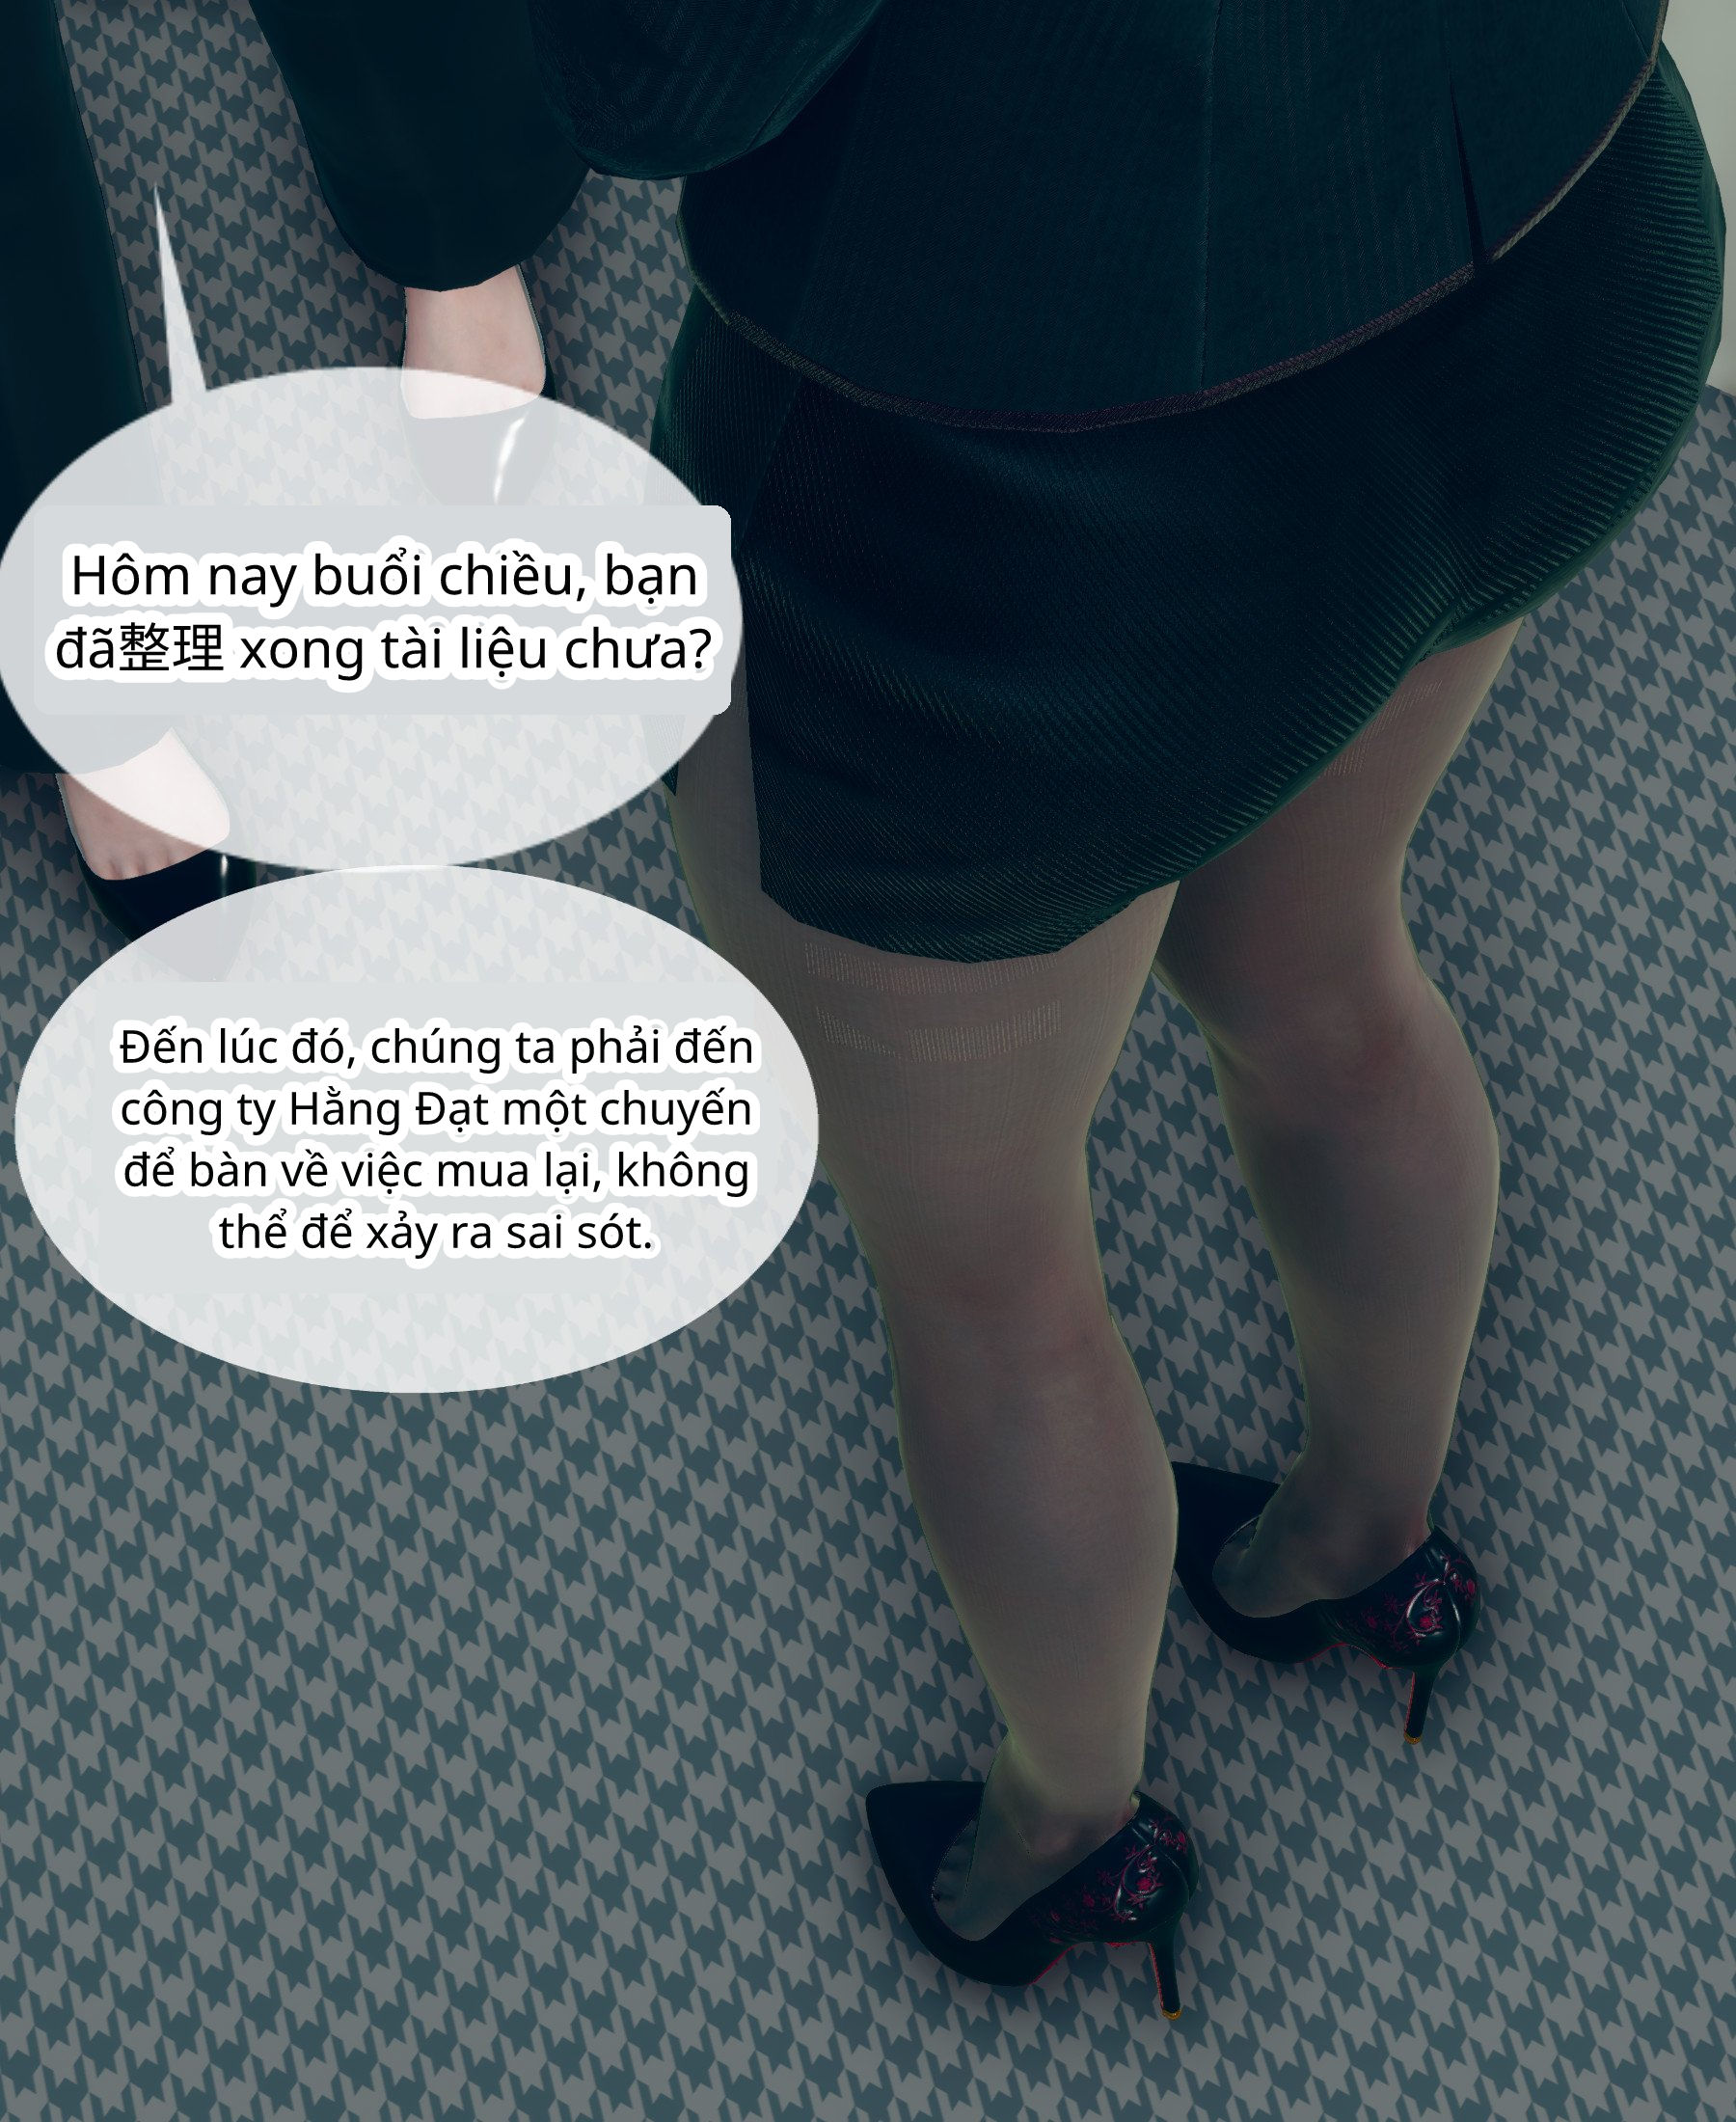 Hôm nay buổi chiều, bạn
đã整理 xong tài liệu chưa?
Đến lúc đó, chúng ta phải đến
công ty Hằng Đạt một chuyến
để bàn về việc mua lại, không
thể để xảy ra sai sót.